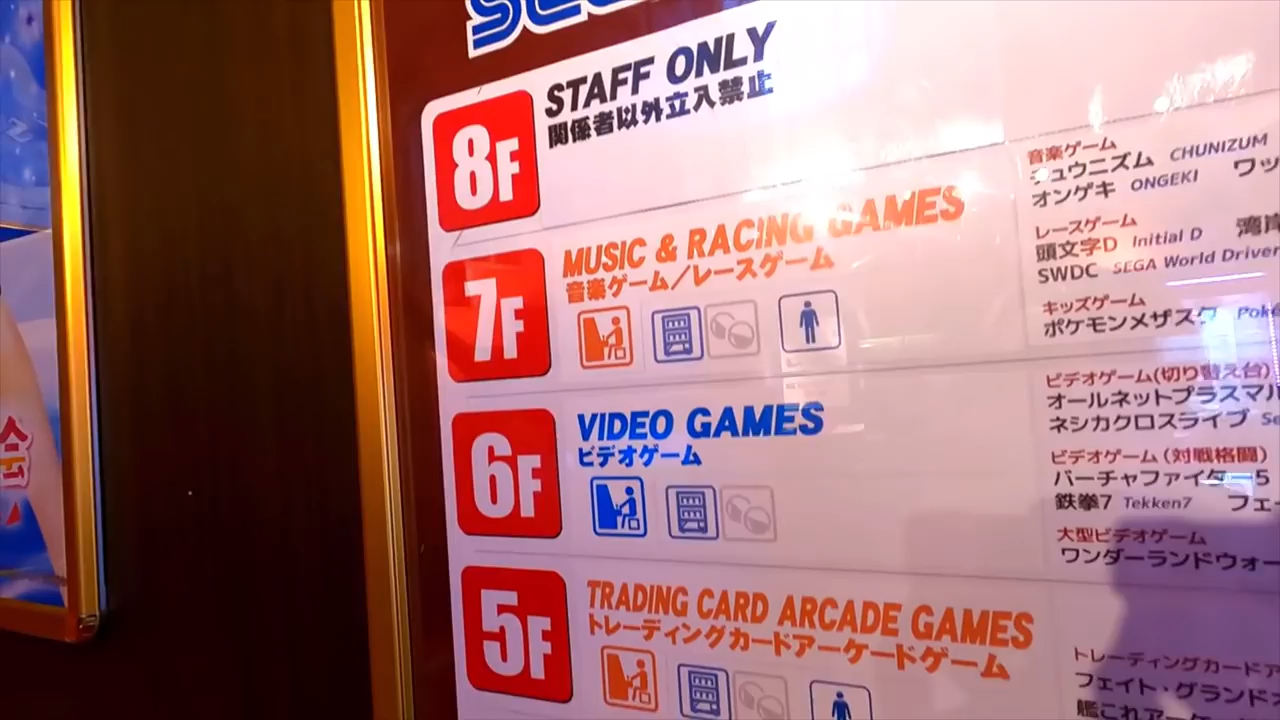 8F
STAFF ONLY
関係者以外立入禁止
7F
MUSIC & RACING GAMES
音楽ゲーム/レースゲーム
音楽ゲーム
チュウニズム CHUNIZUM
オンゲキ ONGEKI ワッ
レースゲーム
頭文字D Initial D 湾岸
SWDC SEGA World Driver
キッズゲーム
ポケモンメザスタ Poké
6F
VIDEO GAMES
ビデオゲーム
ビデオゲーム(切り替え台)
オールネットプラスマル
ネシカクロスライブ
ビデオゲーム(対戦格闘)
バーチャファイター5
鉄拳7 Tekken7 フェー
大型ビデオゲーム
ワンダーランドウォー
5F
TRADING CARD ARCADE GAMES
トレーディングカードアーケードゲーム
トレーディングカードア
フェイト・グランド
艦これア
会